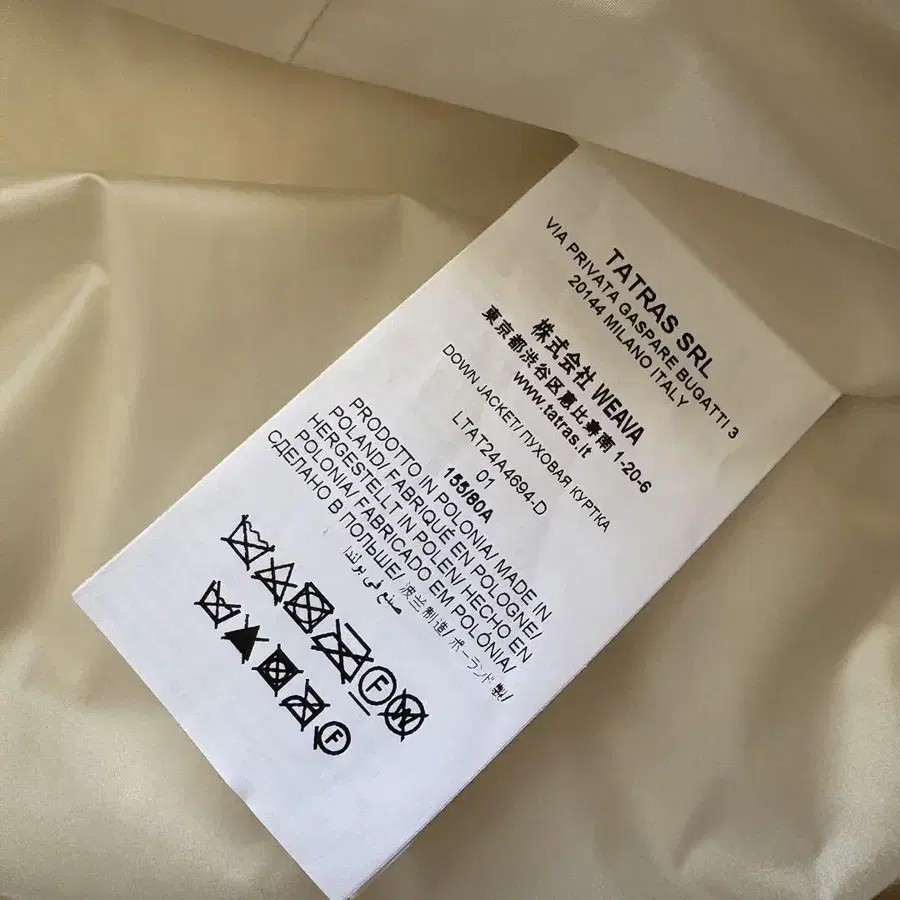 TATRAS SRL
VIA PRIVATA GASPARE BUGATTI 3
20144 MILANO ITALY
株式会社 WEAVA
東京都渋谷区恵比寿南 1-20-6
www.tatras.it
DOWN JACKET/ ПУХОВАЯ КУРТКА
LTAT24A4694-D
01
155/80A
PRODOTTO IN POLONIA/ MADE IN
POLAND/ FABRIQUÉ EN POLOGNE/
HERGESTELLT IN POLEN/ HECHO EN
POLONIA/ FABRICADO EM POLÓNIA/
СДЕЛАНО В ПОЛЬШЕ/ 波兰制造/ ポーランド製/
صنع في بولندا
F
W
F